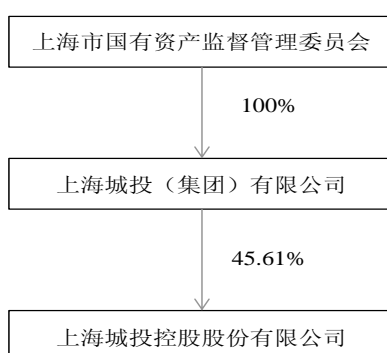 上海市国有资产监督管理委员会
100%
上海城投（集团）有限公司
45.61%
上海城投控股股份有限公司